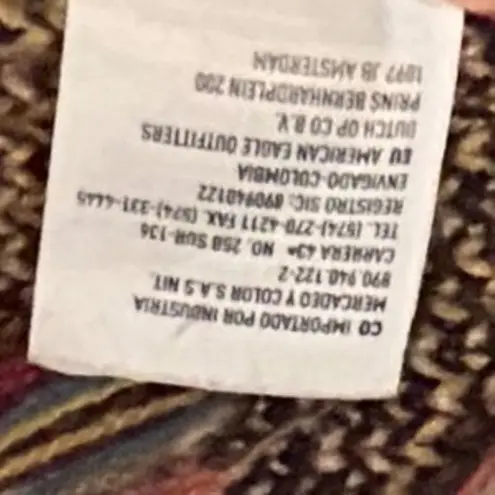 CO IMPORTADO POR INDUSTRIA
MERCADEO Y COLOR S.A.S NIT.
890.940.122-2
CARRERA 43ª NO. 25B SUR-136
TEL. (574)-270-4211 FAX. (574)-331-4445
REGISTRO SIC: 890940122
ENVIGADO-COLOMBIA
EU AMERICAN EAGLE OUTFITTERS
DUTCH OP CO B.V.
PRINS BERNHARDPLEIN 200
1097 JB AMSTERDAM